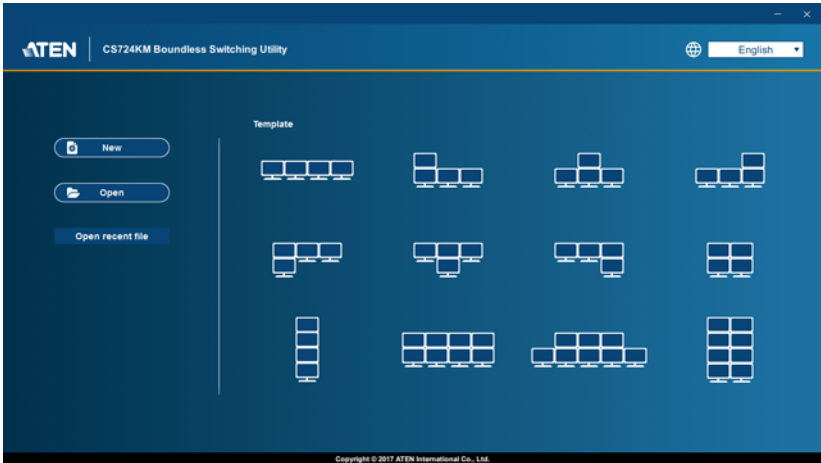 ATEN
CS724KM Boundless Switching Utility
English
Template
New
Open
Open recent file
Copyright © 2017 ATEN International Co., Ltd.